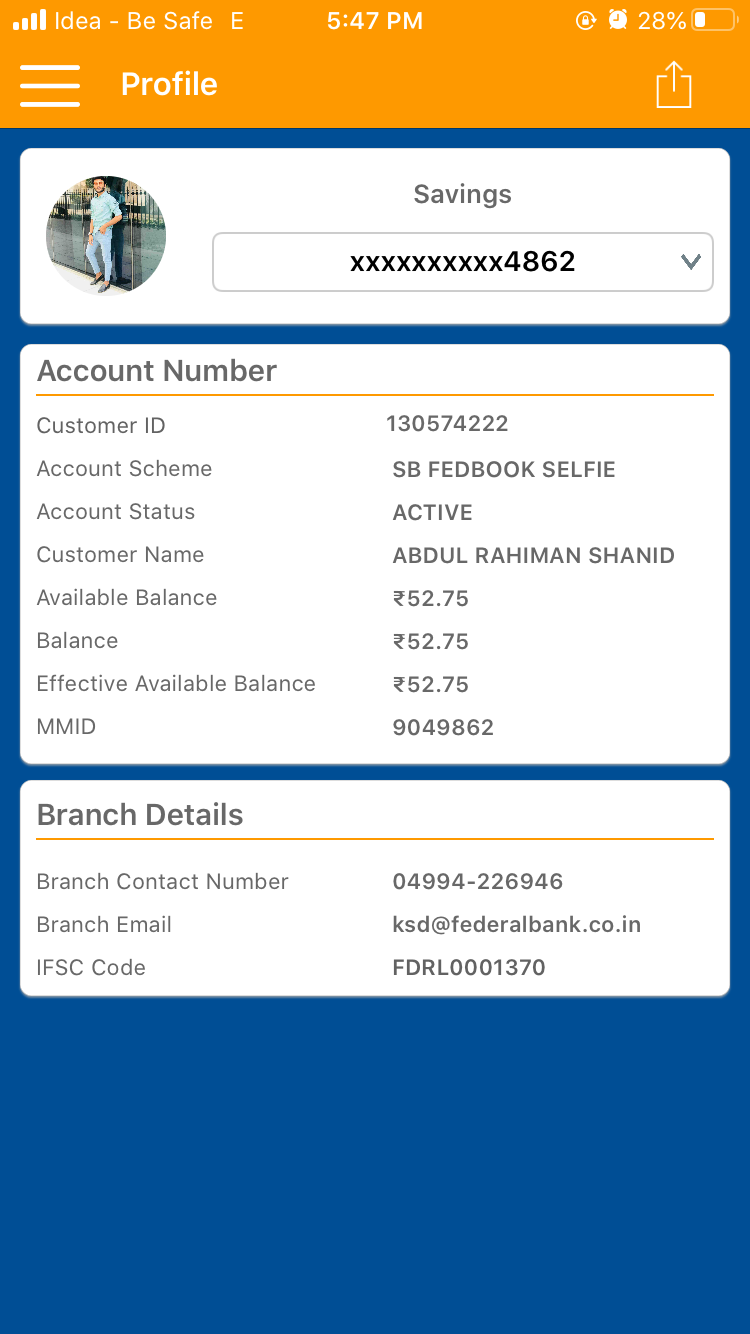 Idea - Be Safe E 5:47 PM 28%
Profile
Savings
xxxxxxxxxx4862
Account Number
Customer ID 130574222
Account Scheme SB FEDBOOK SELFIE
Account Status ACTIVE
Customer Name ABDUL RAHIMAN SHANID
Available Balance ₹52.75
Balance ₹52.75
Effective Available Balance ₹52.75
MMID 9049862
Branch Details
Branch Contact Number 04994-226946
Branch Email ksd@federalbank.co.in
IFSC Code FDRL0001370